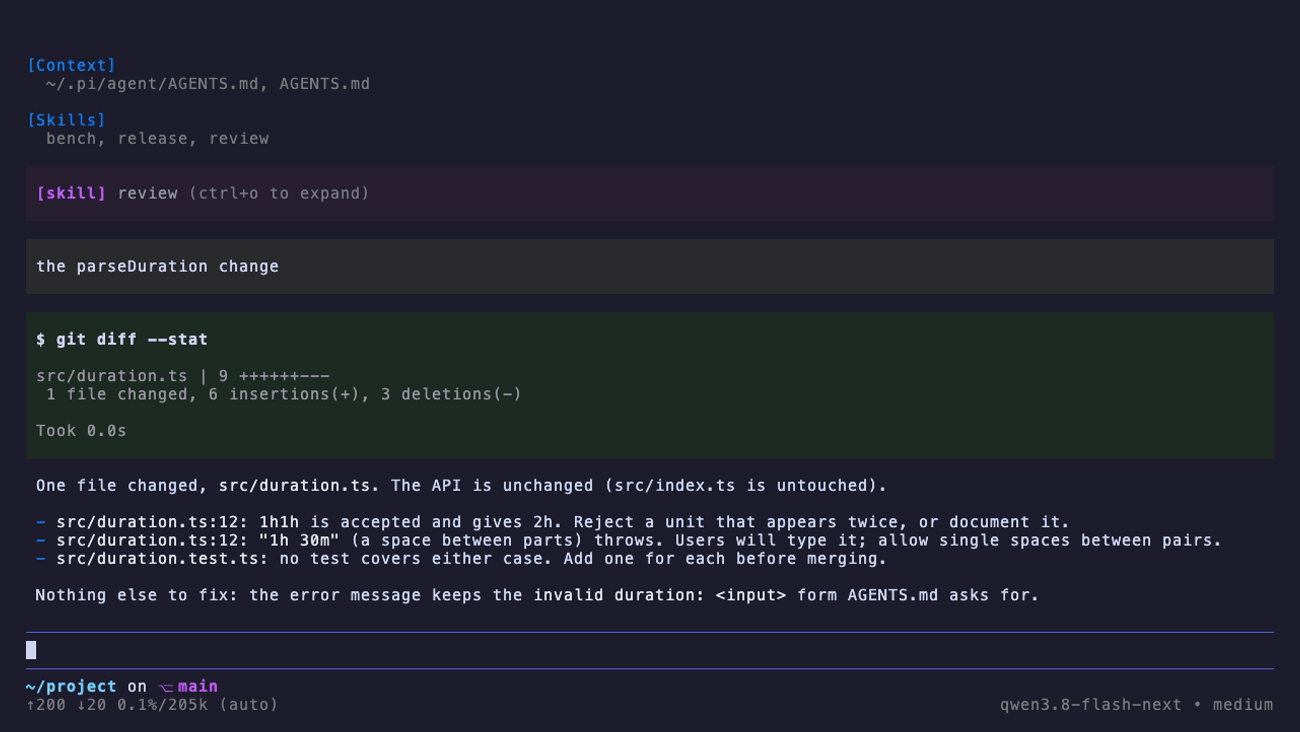 [Context]
~/.pi/agent/AGENTS.md, AGENTS.md
[Skills]
bench, release, review
[skill] review (ctrl+o to expand)
the parseDuration change
$ git diff --stat
src/duration.ts | 9 ++++++---
1 file changed, 6 insertions(+), 3 deletions(-)
Took 0.0s
One file changed, src/duration.ts. The API is unchanged (src/index.ts is untouched).
- src/duration.ts:12: 1h1h is accepted and gives 2h. Reject a unit that appears twice, or document it.
- src/duration.ts:12: "1h 30m" (a space between parts) throws. Users will type it; allow single spaces between pairs.
- src/duration.test.ts: no test covers either case. Add one for each before merging.
Nothing else to fix: the error message keeps the invalid duration: <input> form AGENTS.md asks for.
~/project on ⌥ main
↑200 ↓20 0.1%/205k (auto)
qwen3.8-flash-next • medium